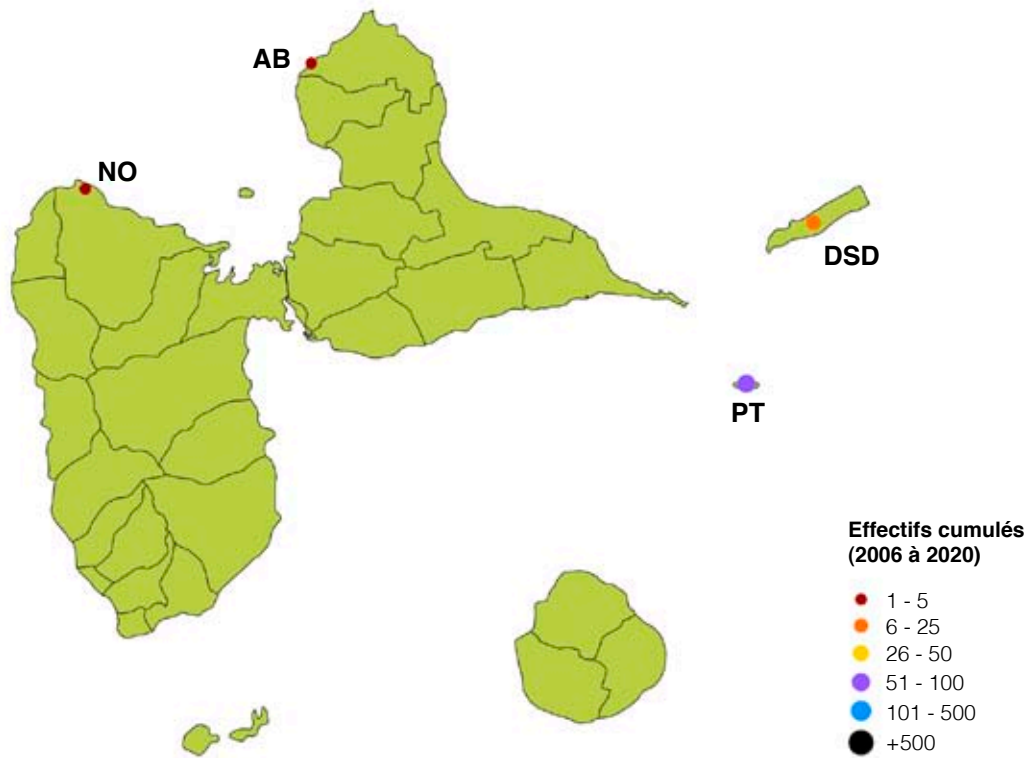 AB
NO
DSD
PT
Effectifs cumulés
(2006 à 2020)
1 - 5
6 - 25
26 - 50
51 - 100
101 - 500
+500